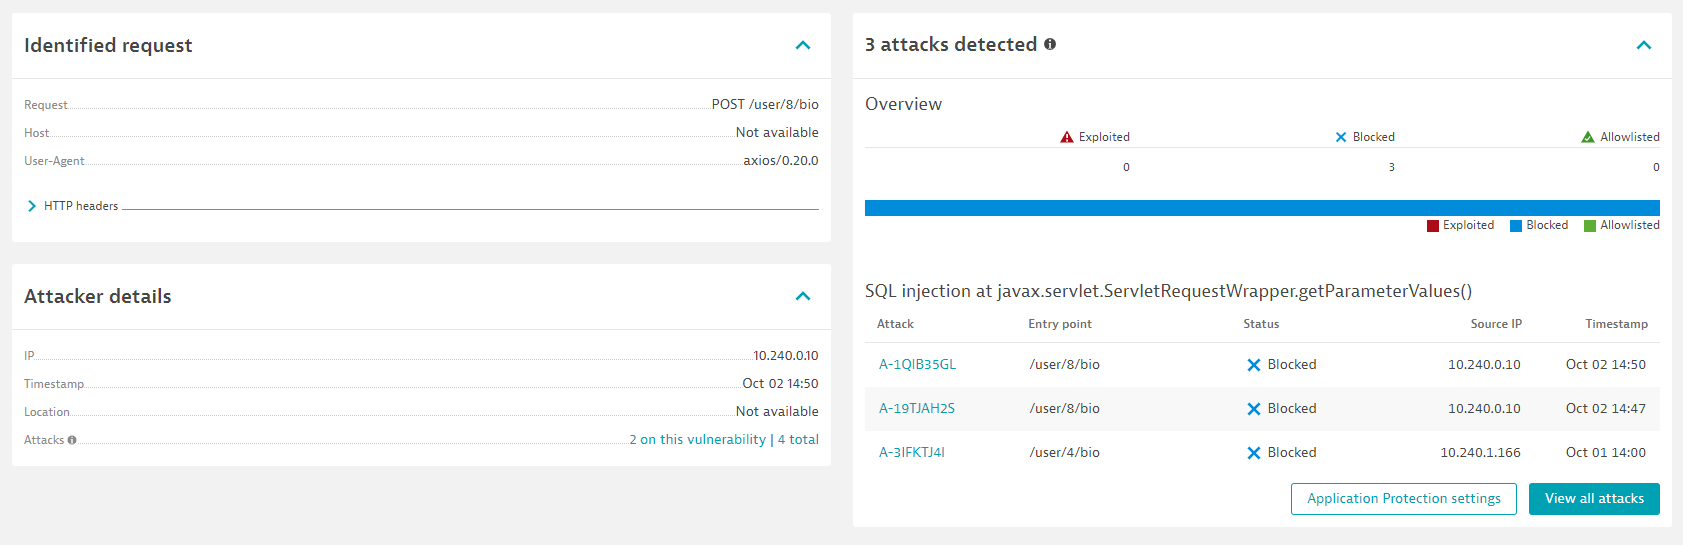 Identified request
Request POST /user/8/bio
Host Not available
User-Agent axios/0.20.0
HTTP headers
Attacker details
IP 10.240.0.10
Timestamp Oct 02 14:50
Location Not available
Attacks 2 on this vulnerability | 4 total
3 attacks detected
Overview
Exploited Blocked Allowlisted
0 3 0
Exploited Blocked Allowlisted
SQL injection at javax.servlet.ServletRequestWrapper.getParameterValues()
Attack Entry point Status Source IP Timestamp
A-1QIB35GL /user/8/bio Blocked 10.240.0.10 Oct 02 14:50
A-19TJAH2S /user/8/bio Blocked 10.240.0.10 Oct 02 14:47
A-3IFKTJ4I /user/4/bio Blocked 10.240.1.166 Oct 01 14:00
Application Protection settings View all attacks